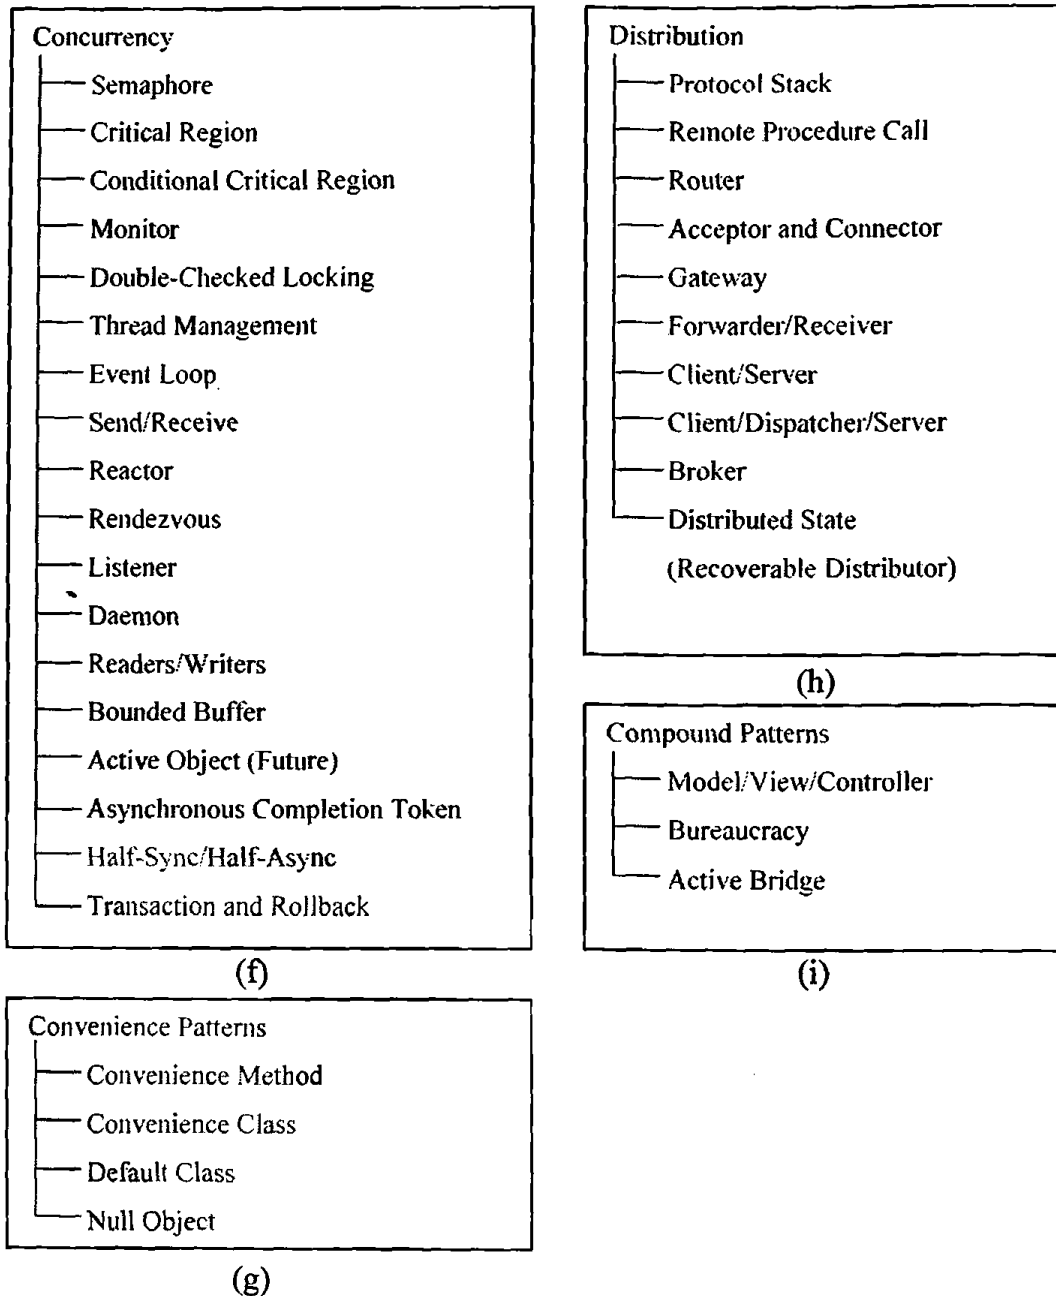 Concurrency
Semaphore
Critical Region
Conditional Critical Region
Monitor
Double-Checked Locking
Thread Management
Event Loop
Send/Receive
Reactor
Rendezvous
Listener
Daemon
Readers/Writers
Bounded Buffer
Active Object (Future)
Asynchronous Completion Token
Half-Sync/Half-Async
Transaction and Rollback
(f)
Convenience Patterns
Convenience Method
Convenience Class
Default Class
Null Object
(g)
Distribution
Protocol Stack
Remote Procedure Call
Router
Acceptor and Connector
Gateway
Forwarder/Receiver
Client/Server
Client/Dispatcher/Server
Broker
Distributed State
(Recoverable Distributor)
(h)
Compound Patterns
Model/View/Controller
Bureaucracy
Active Bridge
(i)